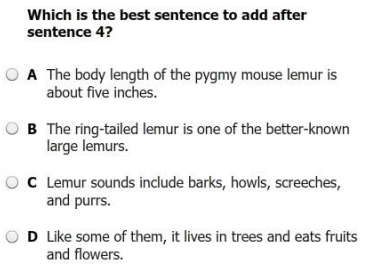 Which is the best sentence to add after
sentence 4?
A The body length of the pygmy mouse lemur is
about five inches.
B The ring-tailed lemur is one of the better-known
large lemurs.
C Lemur sounds include barks, howls, screeches,
and purrs.
D Like some of them, it lives in trees and eats fruits
and flowers.